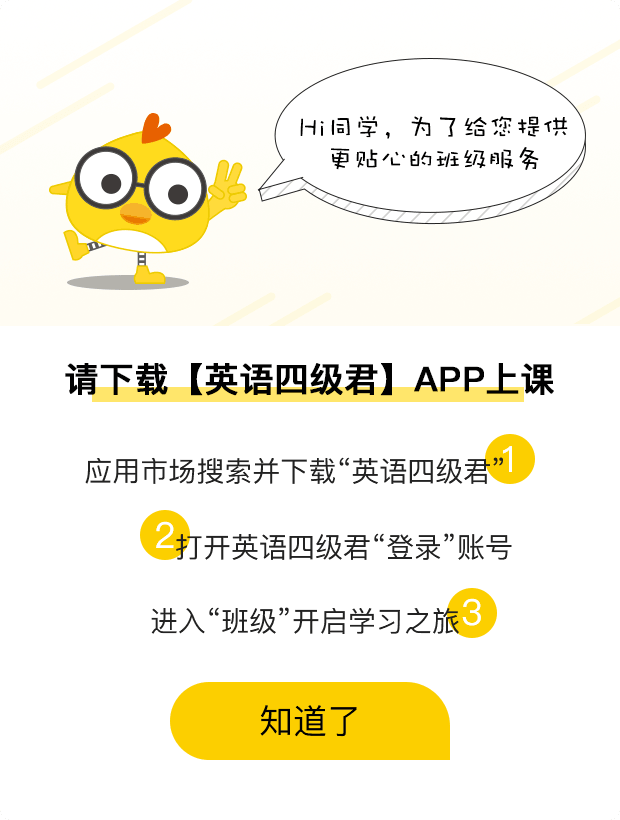 Hi同学，为了给您提供
更贴心的班级服务
请下载【英语四级君】APP上课
应用市场搜索并下载“英语四级君” 1
2 打开英语四级君“登录”账号
进入“班级”开启学习之旅 3
知道了